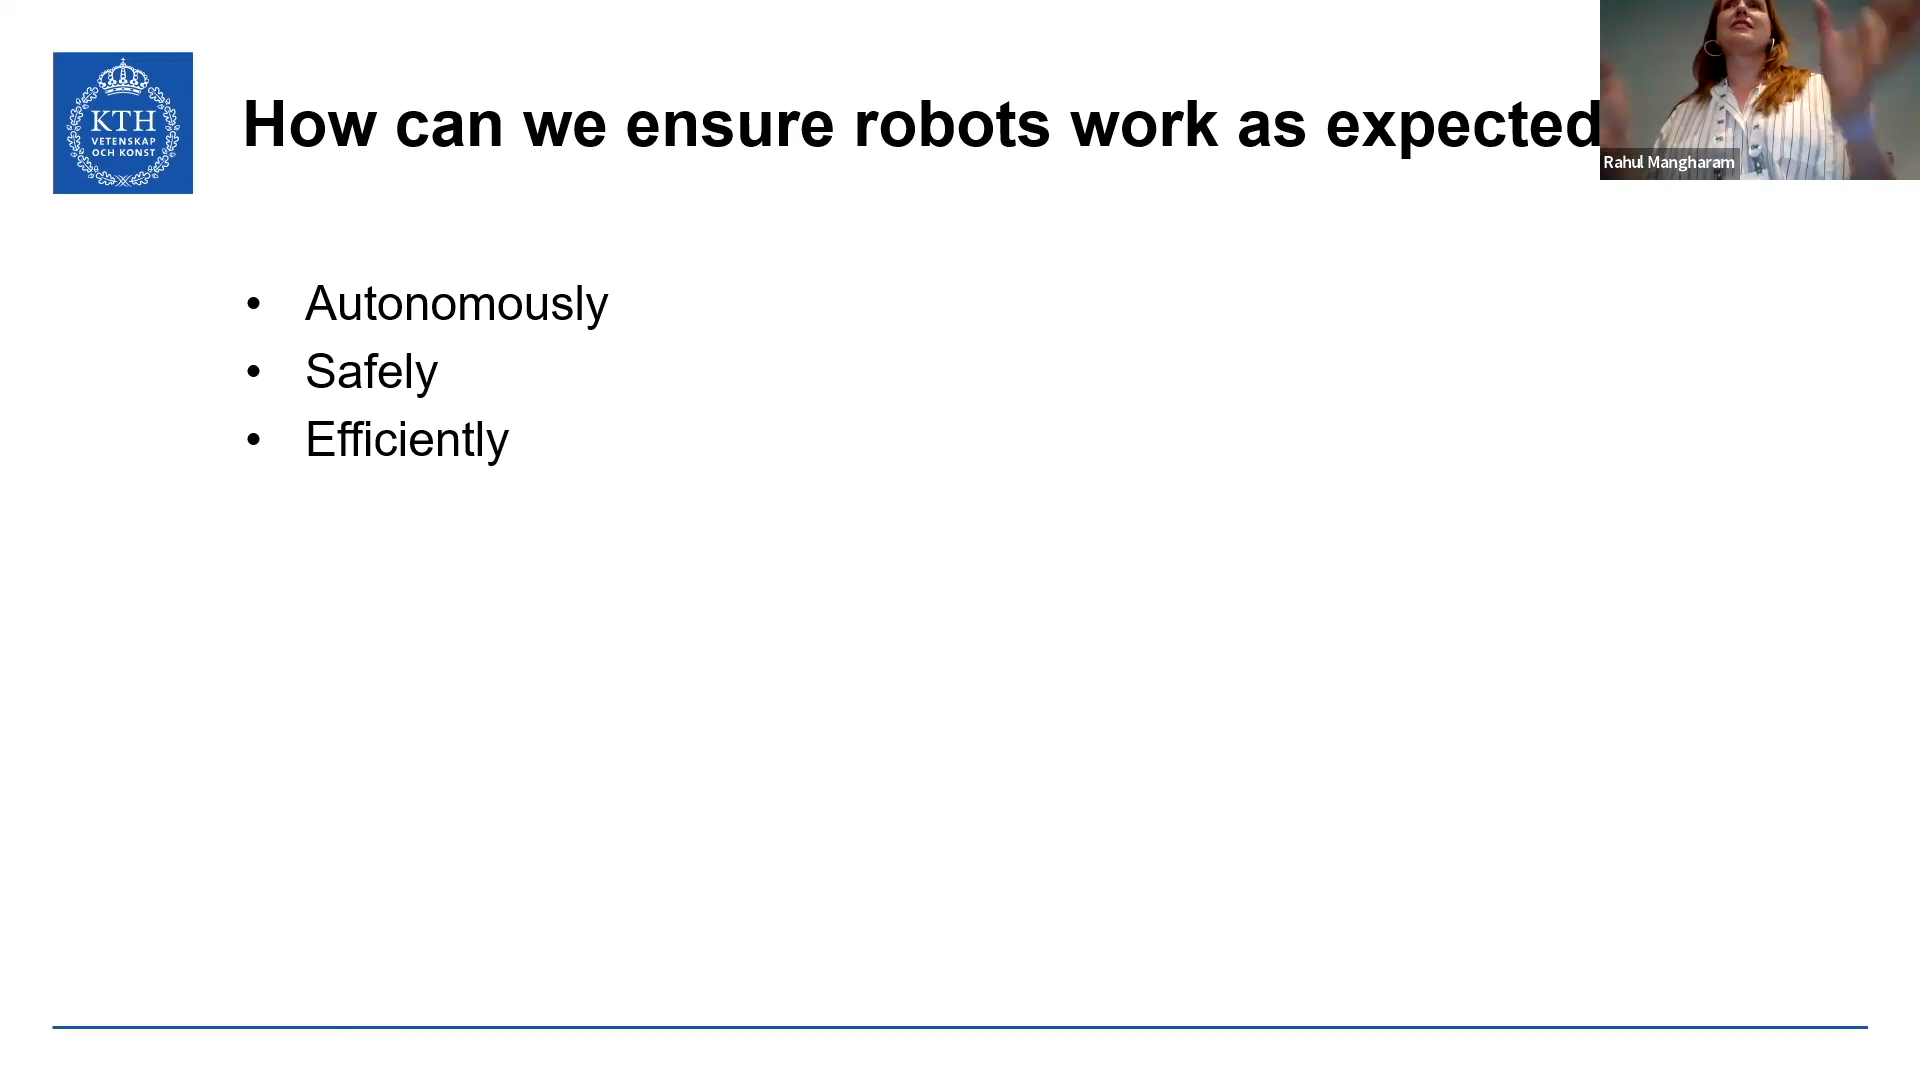 KTH
VETENSKAP
OCH KONST
How can we ensure robots work as expected
Rahul Mangharam
• Autonomously
• Safely
• Efficiently